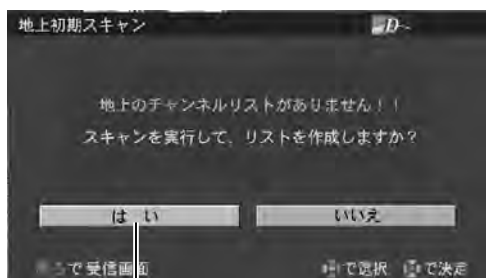 地上初期スキャン
地上のチャンネルリストがありません!!
スキャンを実行して、リストを作成しますか?
は い
いいえ
で受信画面
で選択
で決定